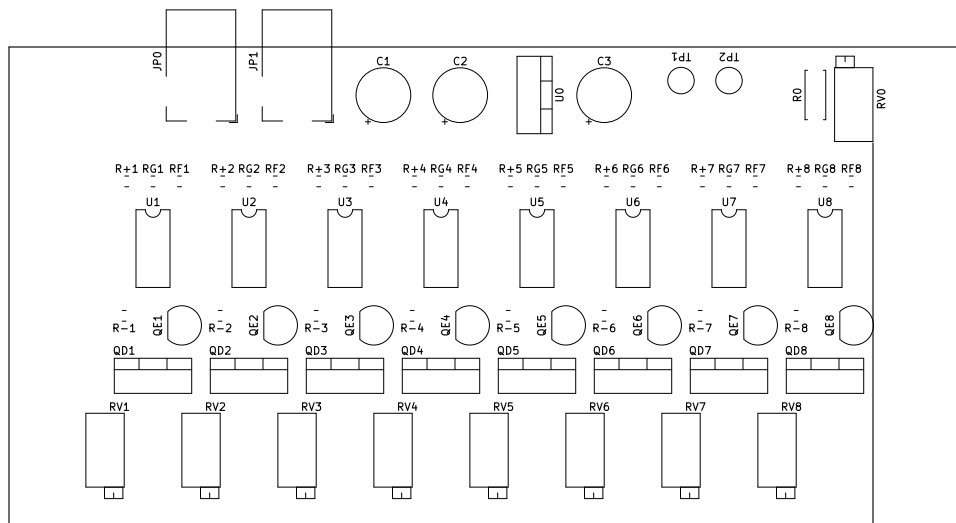 JP0 JP1 C1 C2 U0 C3 TP1 TP2 R0 RV0
R+1 RG1 RF1 R+2 RG2 RF2 R+3 RG3 RF3 R+4 RG4 RF4 R+5 RG5 RF5 R+6 RG6 RF6 R+7 RG7 RF7 R+8 RG8 RF8
U1 U2 U3 U4 U5 U6 U7 U8
R-1 QE1 R-2 QE2 R-3 QE3 R-4 QE4 R-5 QE5 R-6 QE6 R-7 QE7 R-8 QE8
QD1 QD2 QD3 QD4 QD5 QD6 QD7 QD8
RV1 RV2 RV3 RV4 RV5 RV6 RV7 RV8